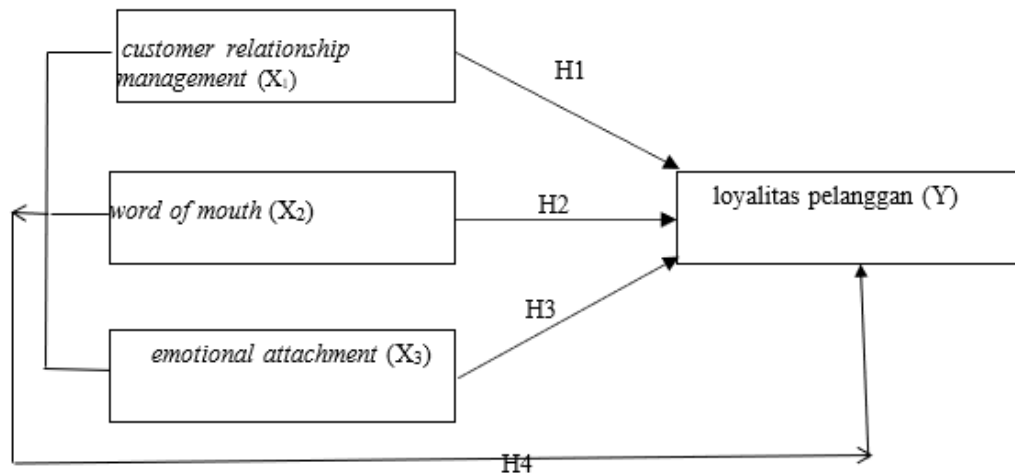 customer relationship
management (X₁)
H1
word of mouth (X₂)
H2
loyalitas pelanggan (Y)
H3
emotional attachment (X₃)
H4